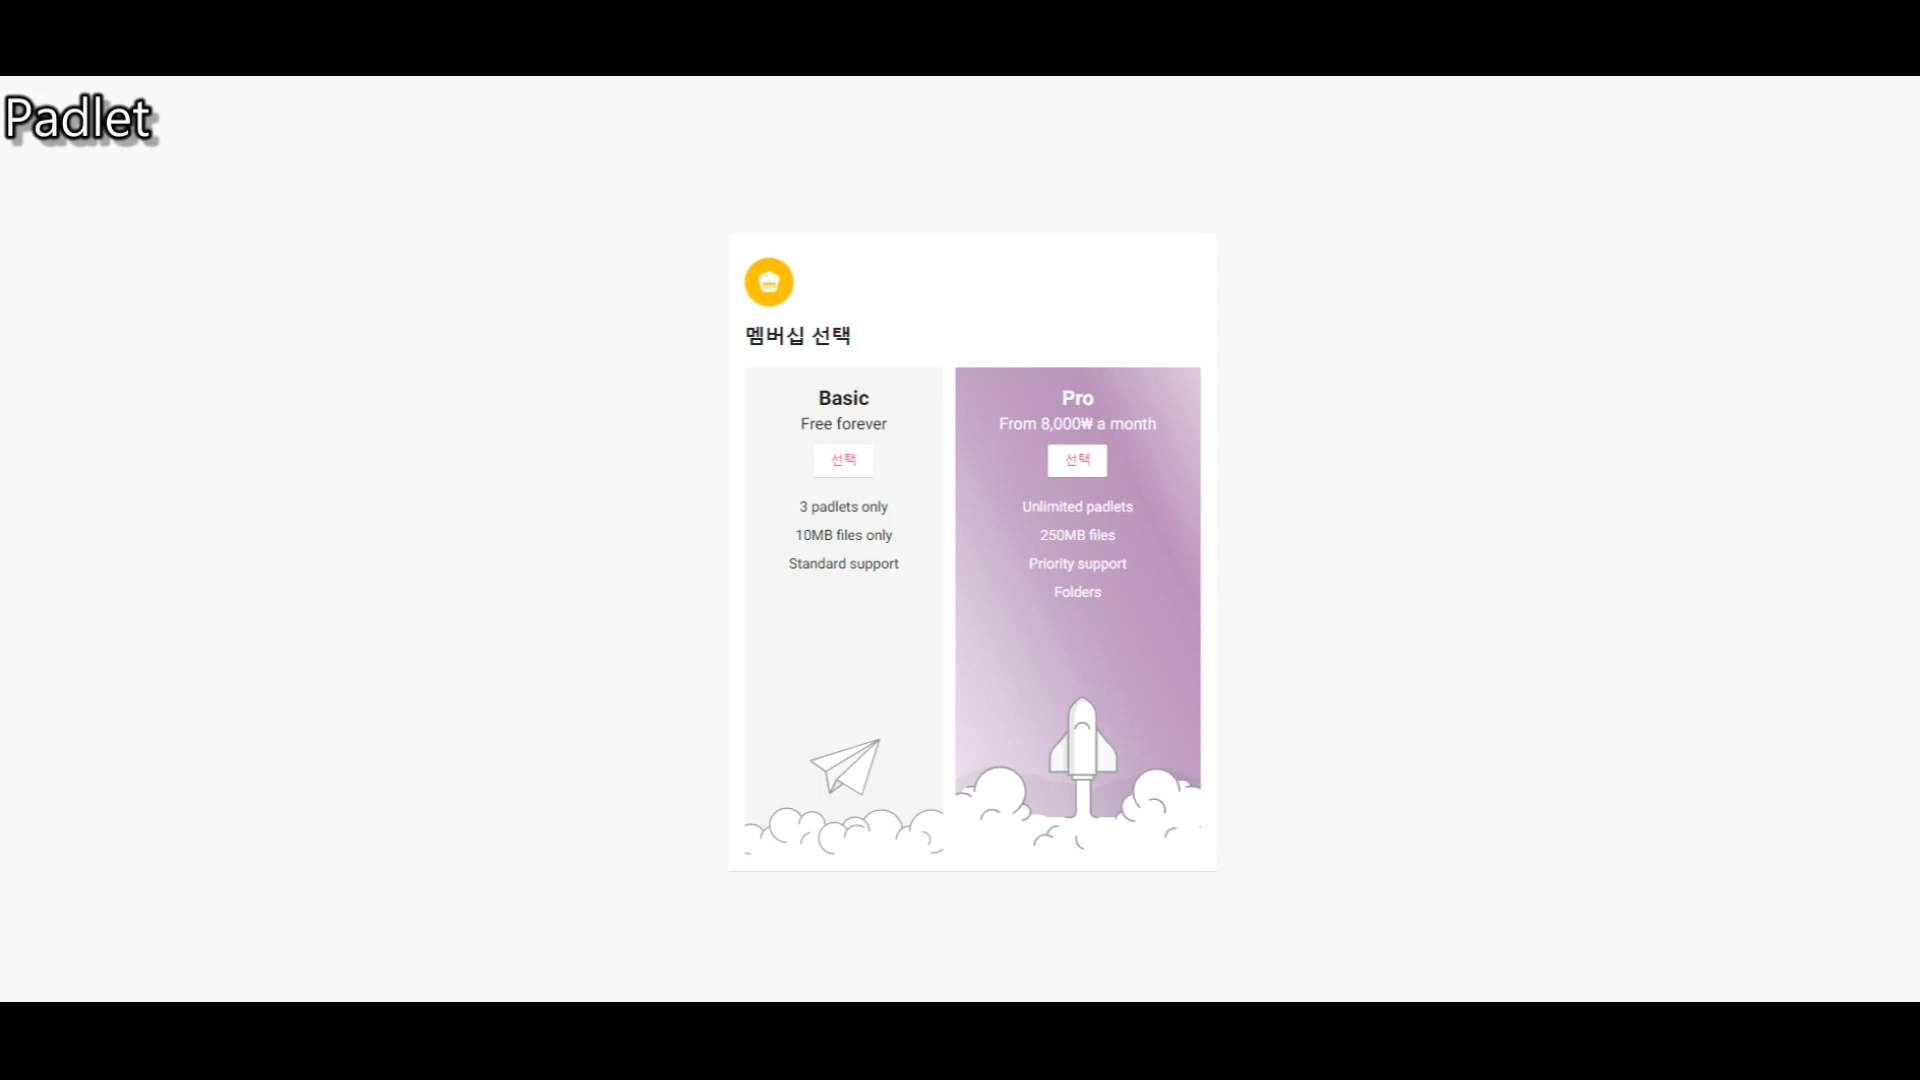 Padlet
멤버십 선택
Basic
Free forever
선택
3 padlets only
10MB files only
Standard support
Pro
From 8,000₩ a month
선택
Unlimited padlets
250MB files
Priority support
Folders